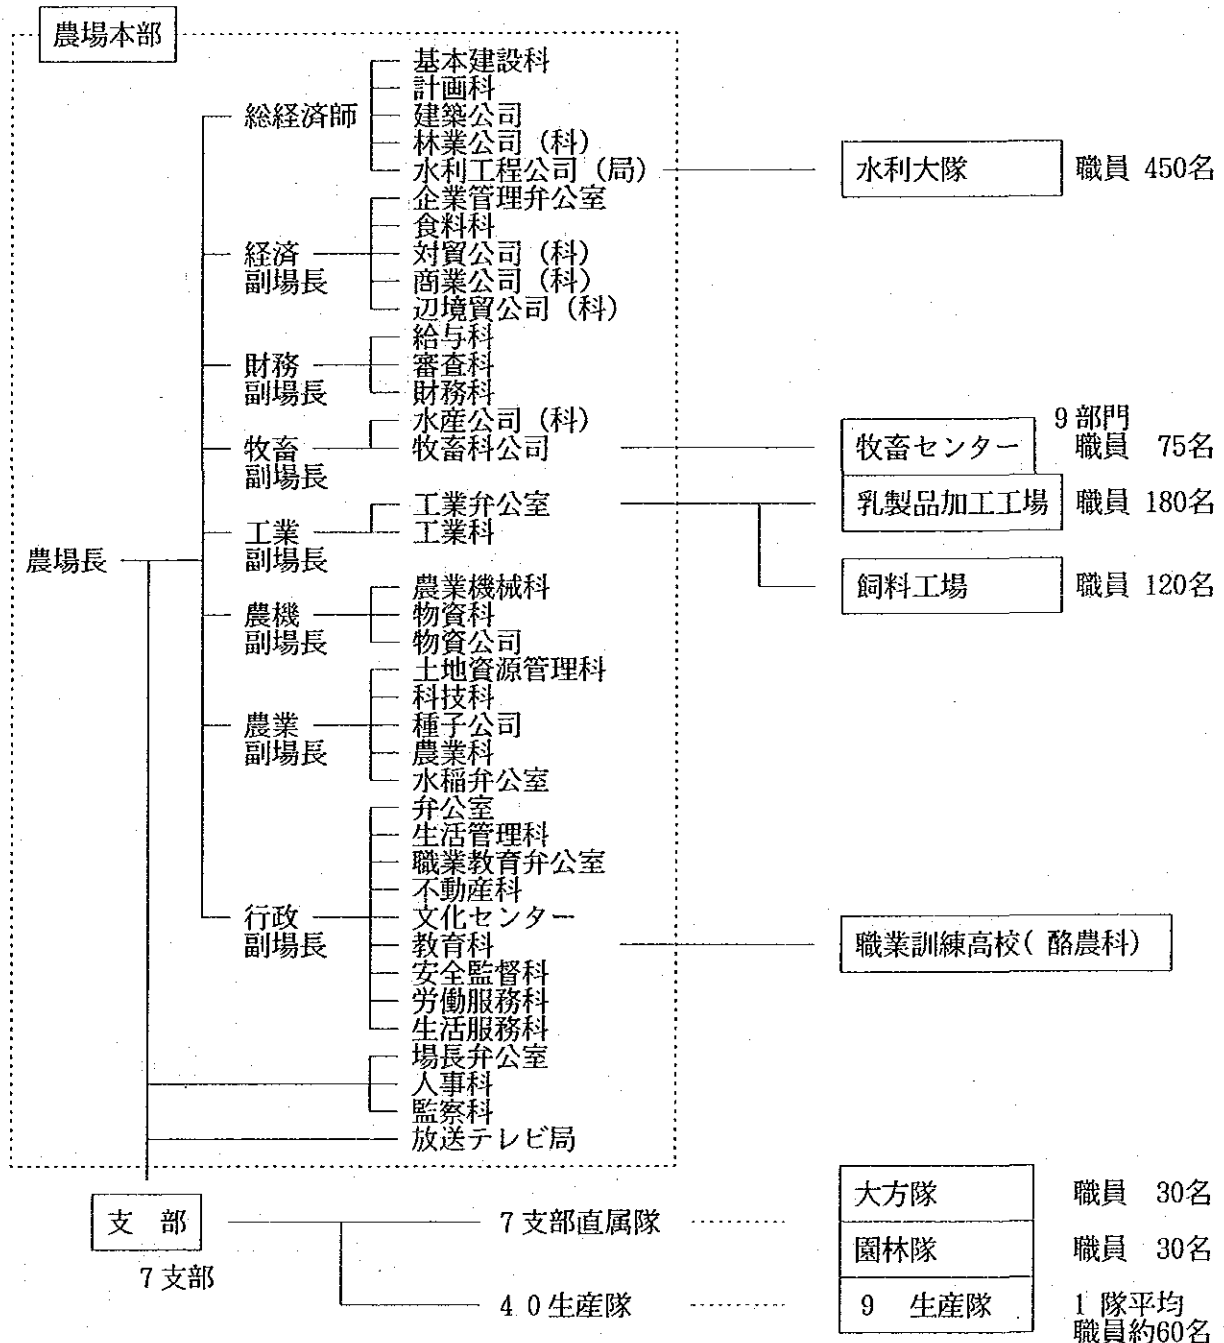 農場本部
基本建設科
計画科
総経済師 建築公司
林業公司 (科)
水利工程公司 (局) 水利大隊 職員 450名
企業管理弁公室
食料科
経済 対貿公司 (科)
副場長 商業公司 (科)
辺境貿公司 (科)
給与科
財務 審査科
副場長 財務科
水産公司 (科) 9部門
牧畜 牧畜科公司 牧畜センター 職員 75名
副場長
工業弁公室 乳製品加工工場 職員 180名
工業 工業科
農場長 副場長
農業機械科 飼料工場 職員 120名
農機 物資科
副場長 物資公司
土地資源管理科
科技科
農業 種子公司
副場長 農業科
水稲弁公室
弁公室
生活管理科
職業教育弁公室
不動産科
行政 文化センター
副場長 教育科 職業訓練高校( 酪農科)
安全監督科
労働服務科
生活服務科
場長弁公室
人事科
監察科
放送テレビ局
大方隊 職員 30名
支 部 7支部直属隊
園林隊 職員 30名
7支部
40生産隊 9 生産隊 1隊平均
職員約60名